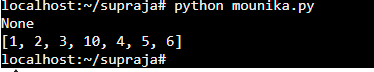 localhost:~/supraja# python mounika.py
None
[1, 2, 3, 10, 4, 5, 6]
localhost:~/supraja#